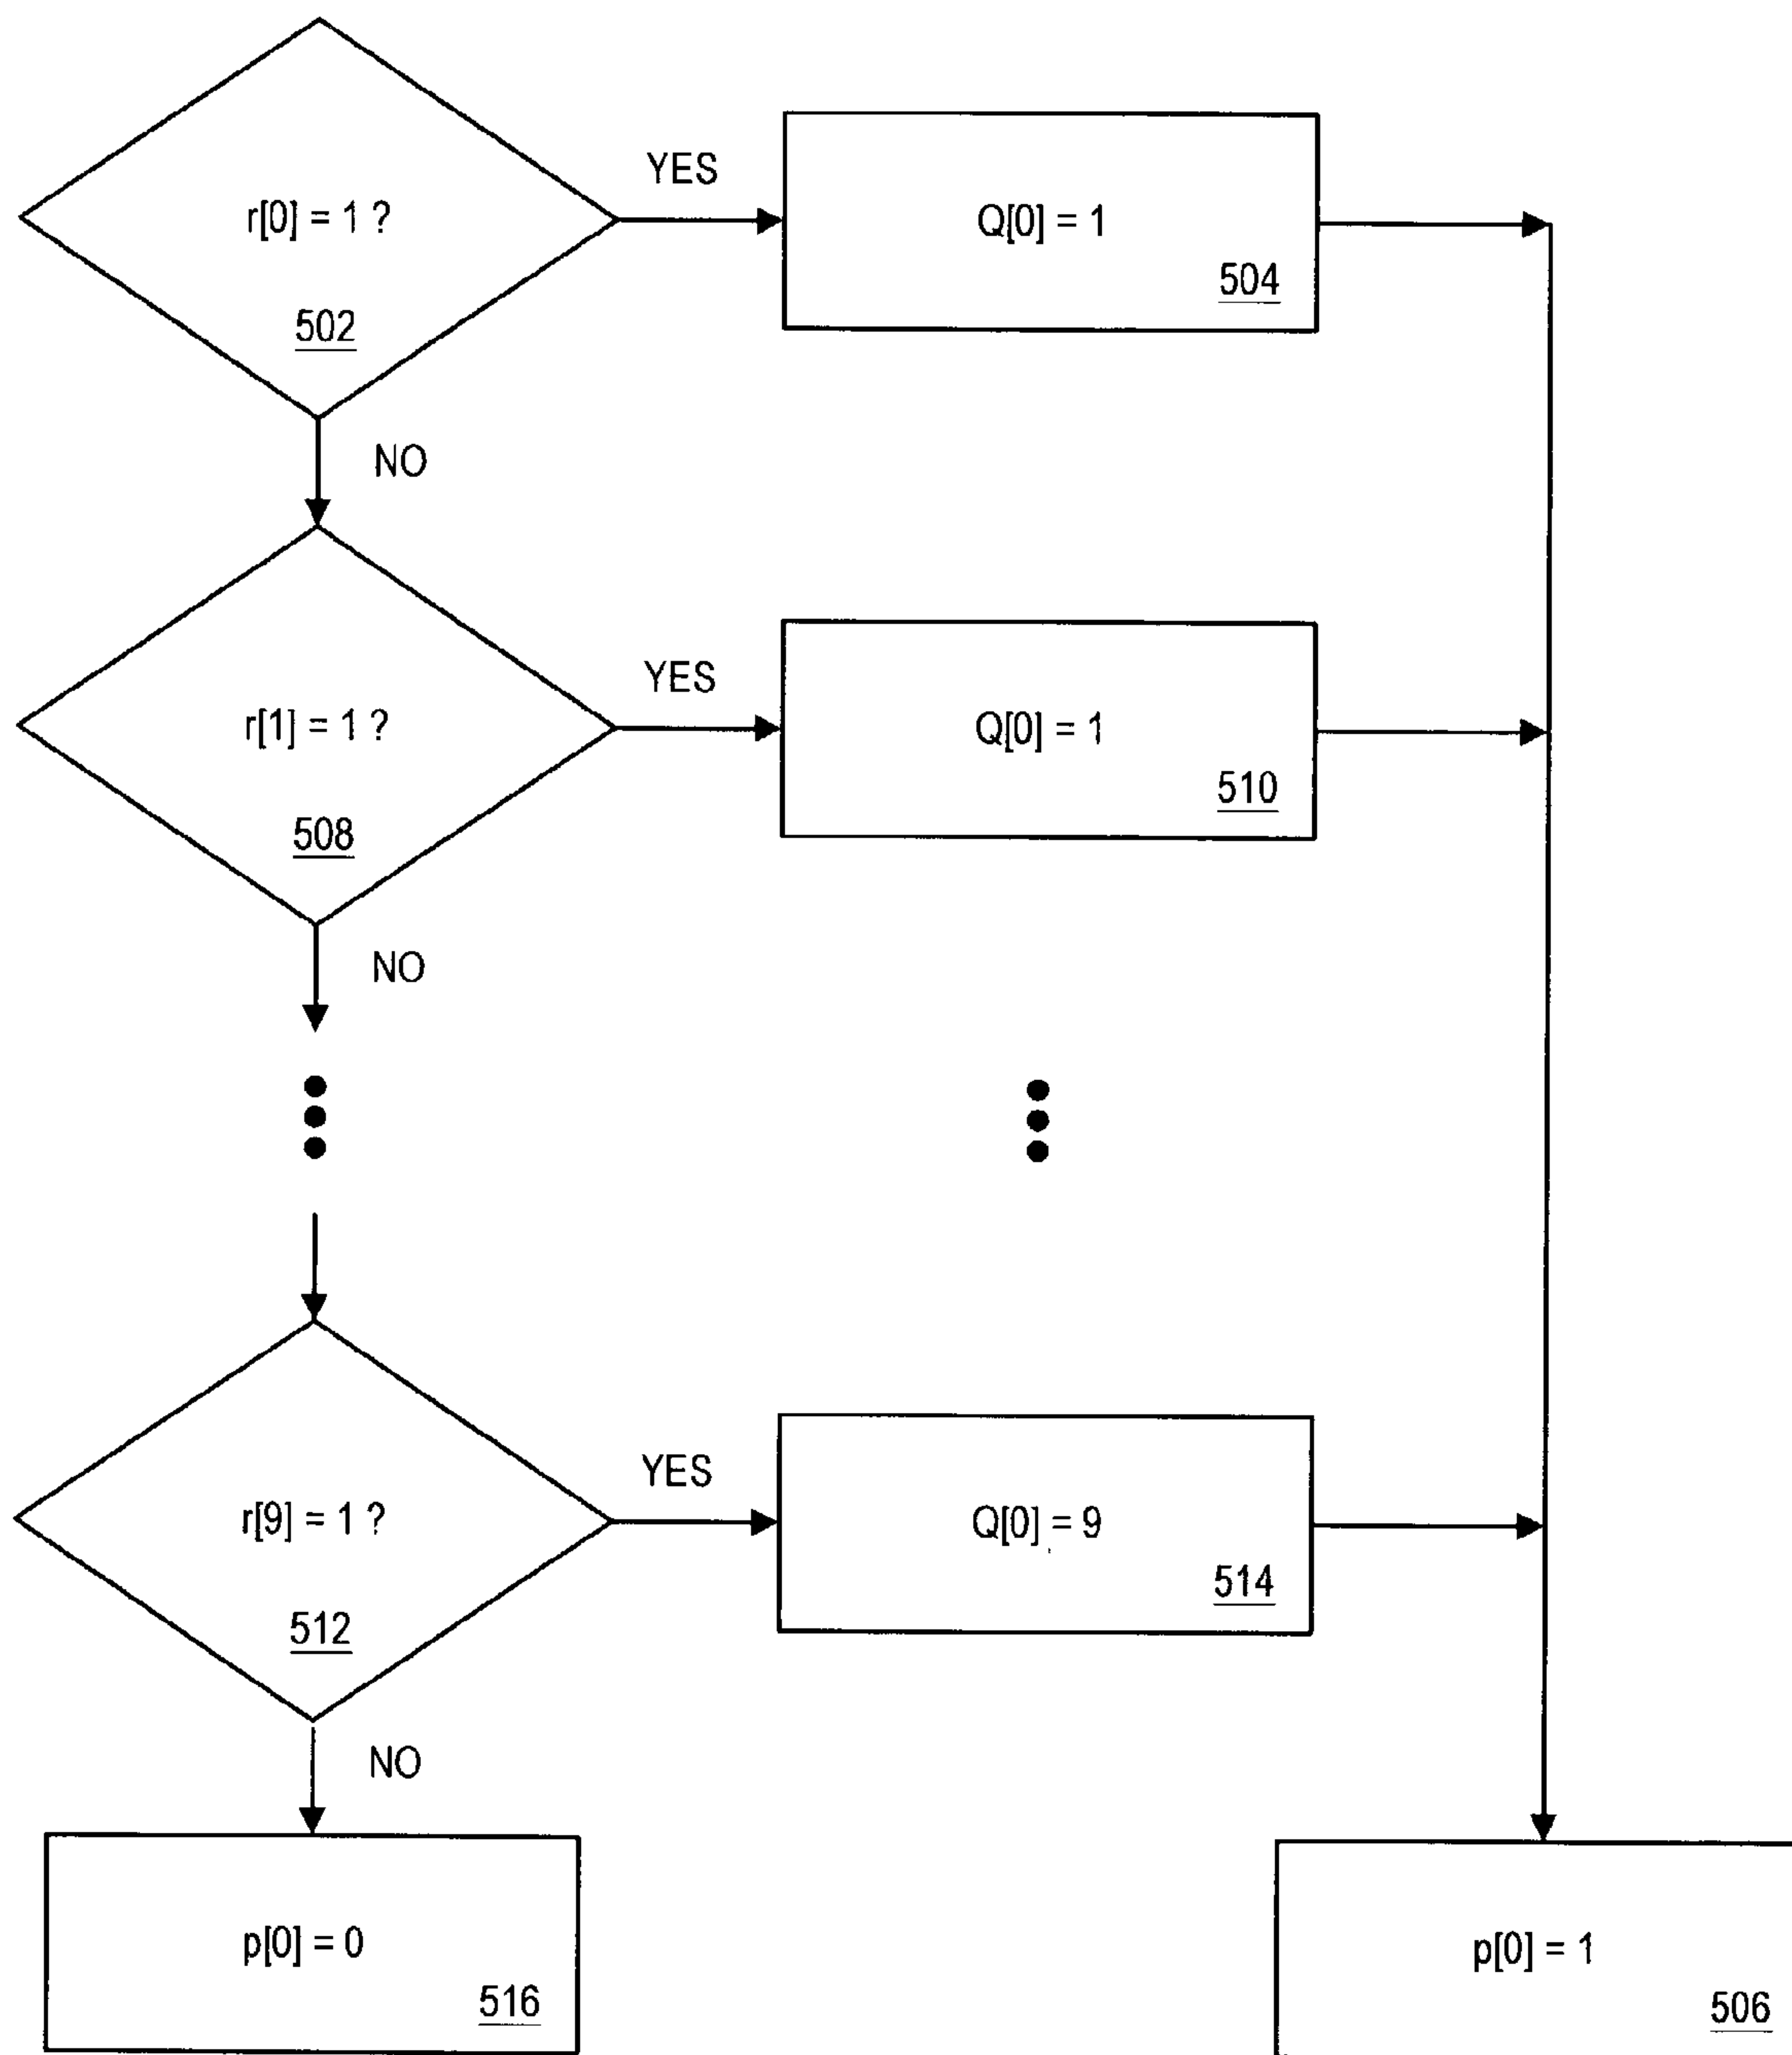 r[0] = 1 ?
502
YES
Q[0] = 1
504
NO
r[1] = 1 ?
508
YES
Q[0] = 1
510
NO
r[9] = 1 ?
512
YES
Q[0] = 9
514
NO
p[0] = 0
516
p[0] = 1
506